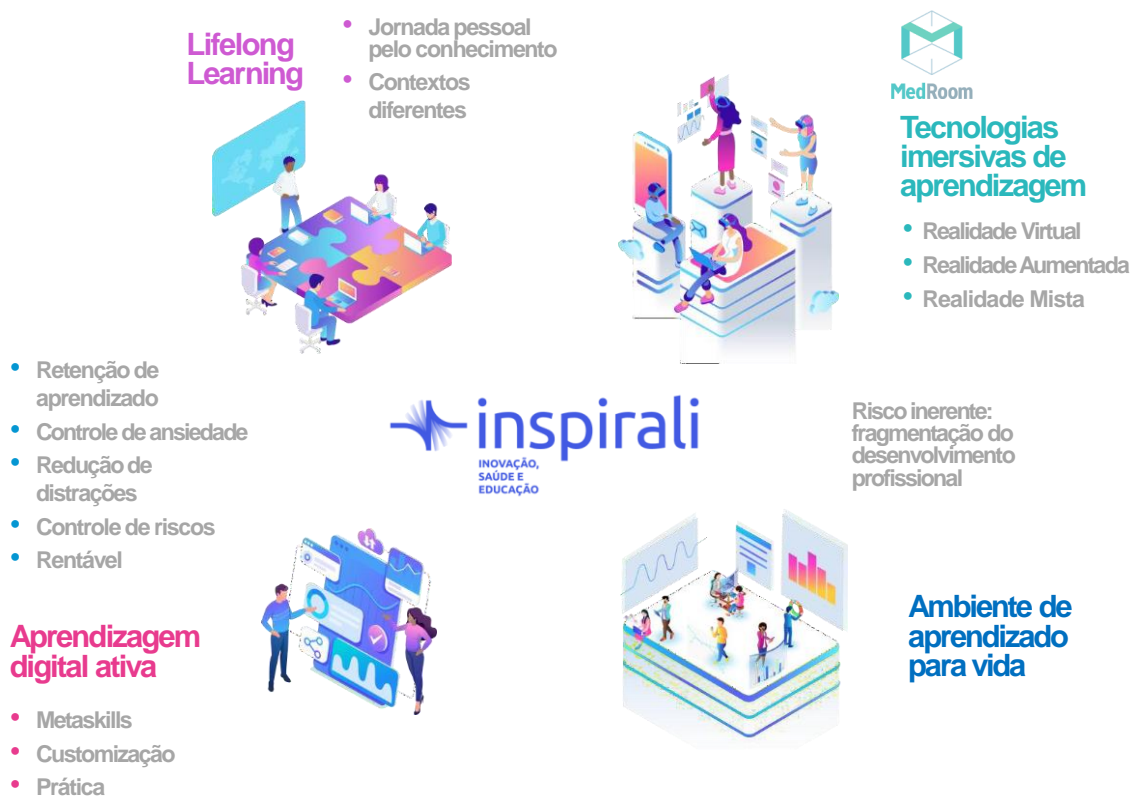 Lifelong
Learning
• Jornada pessoal
pelo conhecimento
• Contextos
diferentes
MedRoom
Tecnologias
imersivas de
aprendizagem
• Realidade Virtual
• Realidade Aumentada
• Realidade Mista
• Retenção de
aprendizado
• Controle de ansiedade
• Redução de
distrações
• Controle de riscos
• Rentável
inspirali
INOVAÇÃO,
SAÚDE E
EDUCAÇÃO
Risco inerente:
fragmentação do
desenvolvimento
profissional
Aprendizagem
digital ativa
• Metaskills
• Customização
• Prática
Ambiente de
aprendizado
para vida